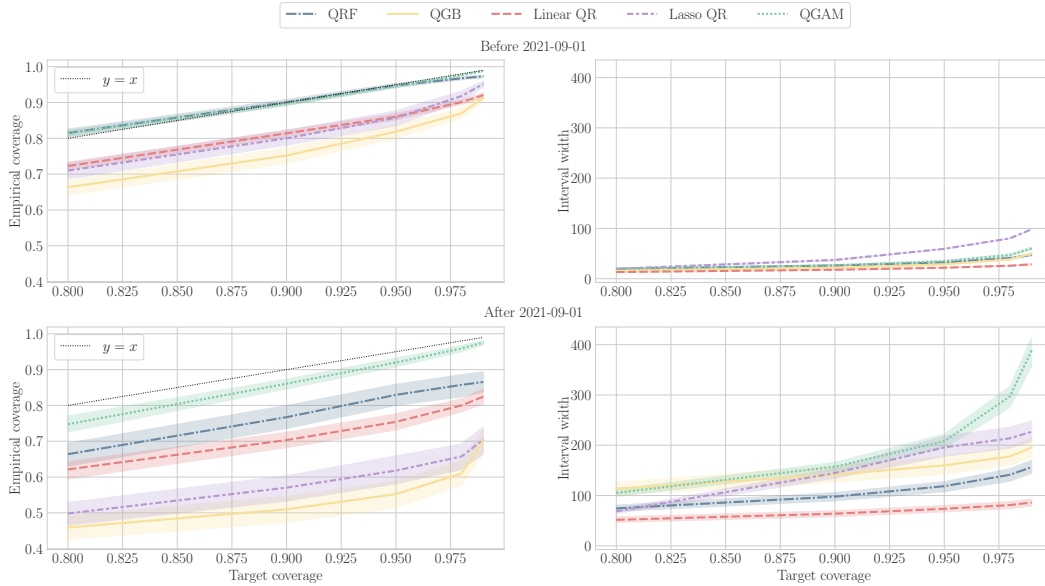 QRF QGB Linear QR Lasso QR QGAM
Before 2021-09-01
Empirical coverage
1.0
0.9
0.8
0.7
0.6
0.5
0.4
y = x
0.800 0.825 0.850 0.875 0.900 0.925 0.950 0.975
Interval width
400
300
200
100
0
0.800 0.825 0.850 0.875 0.900 0.925 0.950 0.975
After 2021-09-01
Empirical coverage
1.0
0.9
0.8
0.7
0.6
0.5
0.4
y = x
0.800 0.825 0.850 0.875 0.900 0.925 0.950 0.975
Target coverage
Interval width
400
300
200
100
0
0.800 0.825 0.850 0.875 0.900 0.925 0.950 0.975
Target coverage